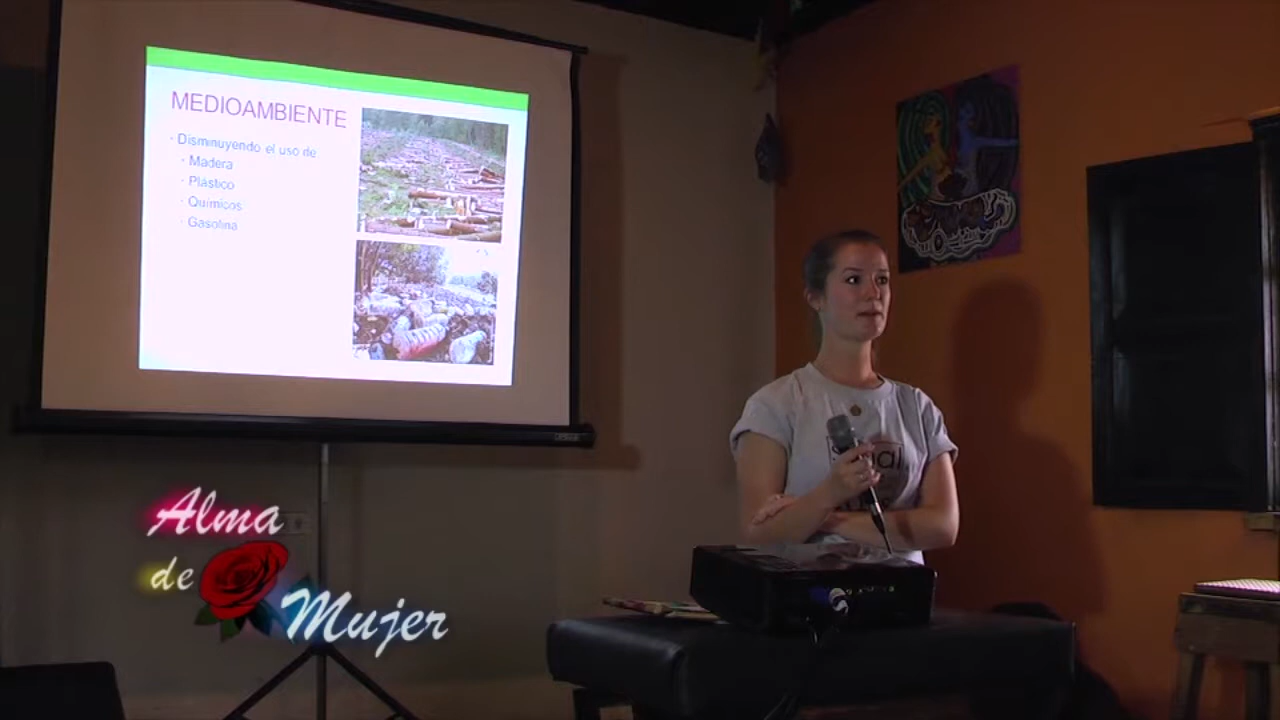 MEDIOAMBIENTE
· Disminuyendo el uso de
· Madera
· Plástico
· Químicos
· Gasolina
Alma
de
Mujer